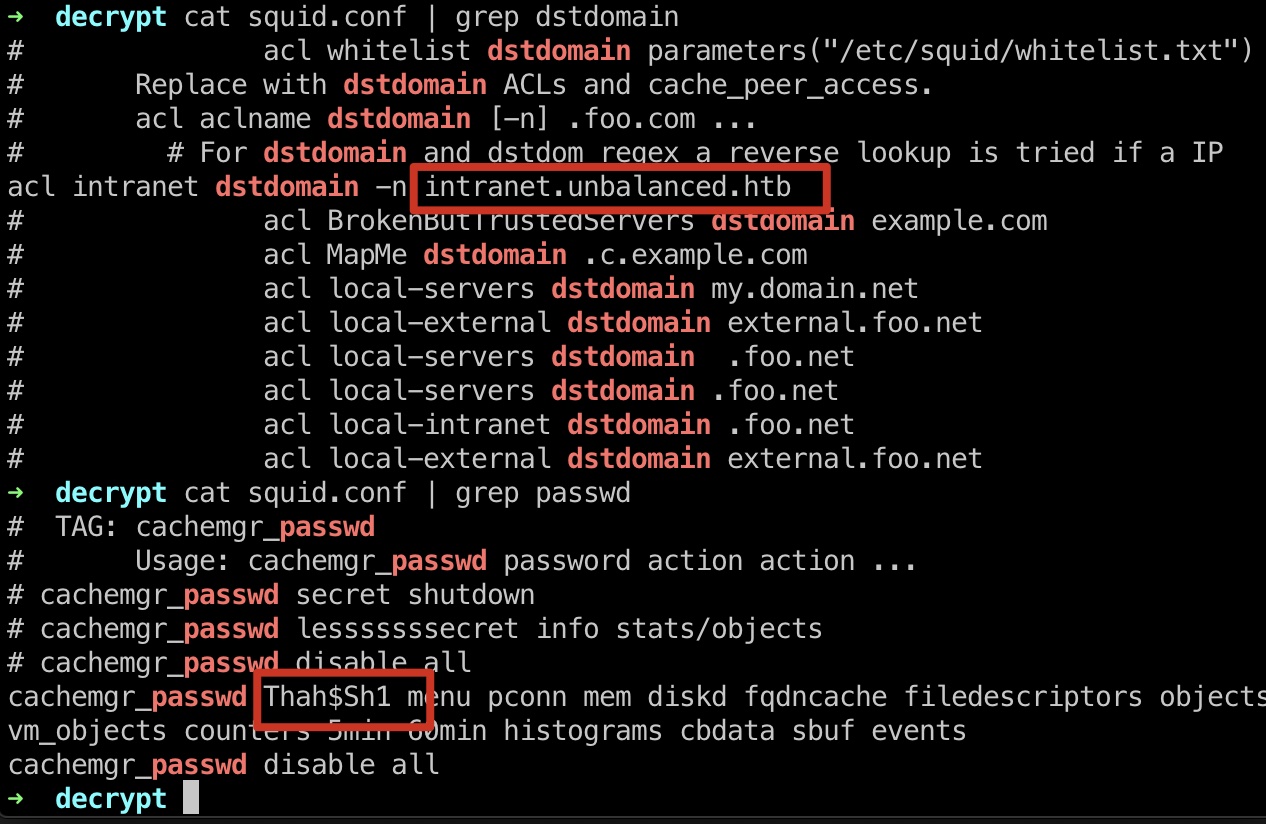 →  decrypt cat squid.conf | grep dstdomain
#               acl whitelist dstdomain parameters("/etc/squid/whitelist.txt")
#       Replace with dstdomain ACLs and cache_peer_access.
#       acl aclname dstdomain [-n] .foo.com ...
#         # For dstdomain and dstdom_regex a reverse lookup is tried if a IP
acl intranet dstdomain -n intranet.unbalanced.htb
#               acl BrokenButTrustedServers dstdomain example.com
#               acl MapMe dstdomain .c.example.com
#               acl local-servers dstdomain my.domain.net
#               acl local-external dstdomain external.foo.net
#               acl local-servers dstdomain  .foo.net
#               acl local-servers dstdomain .foo.net
#               acl local-intranet dstdomain .foo.net
#               acl local-external dstdomain external.foo.net
→  decrypt cat squid.conf | grep passwd
#  TAG: cachemgr_passwd
#       Usage: cachemgr_passwd password action action ...
# cachemgr_passwd secret shutdown
# cachemgr_passwd lesssssssecret info stats/objects
# cachemgr_passwd disable all
cachemgr_passwd Thah$Sh1 menu pconn mem diskd fqdncache filedescriptors objects
vm_objects counters 5min 60min histograms cbdata sbuf events
cachemgr_passwd disable all
→  decrypt